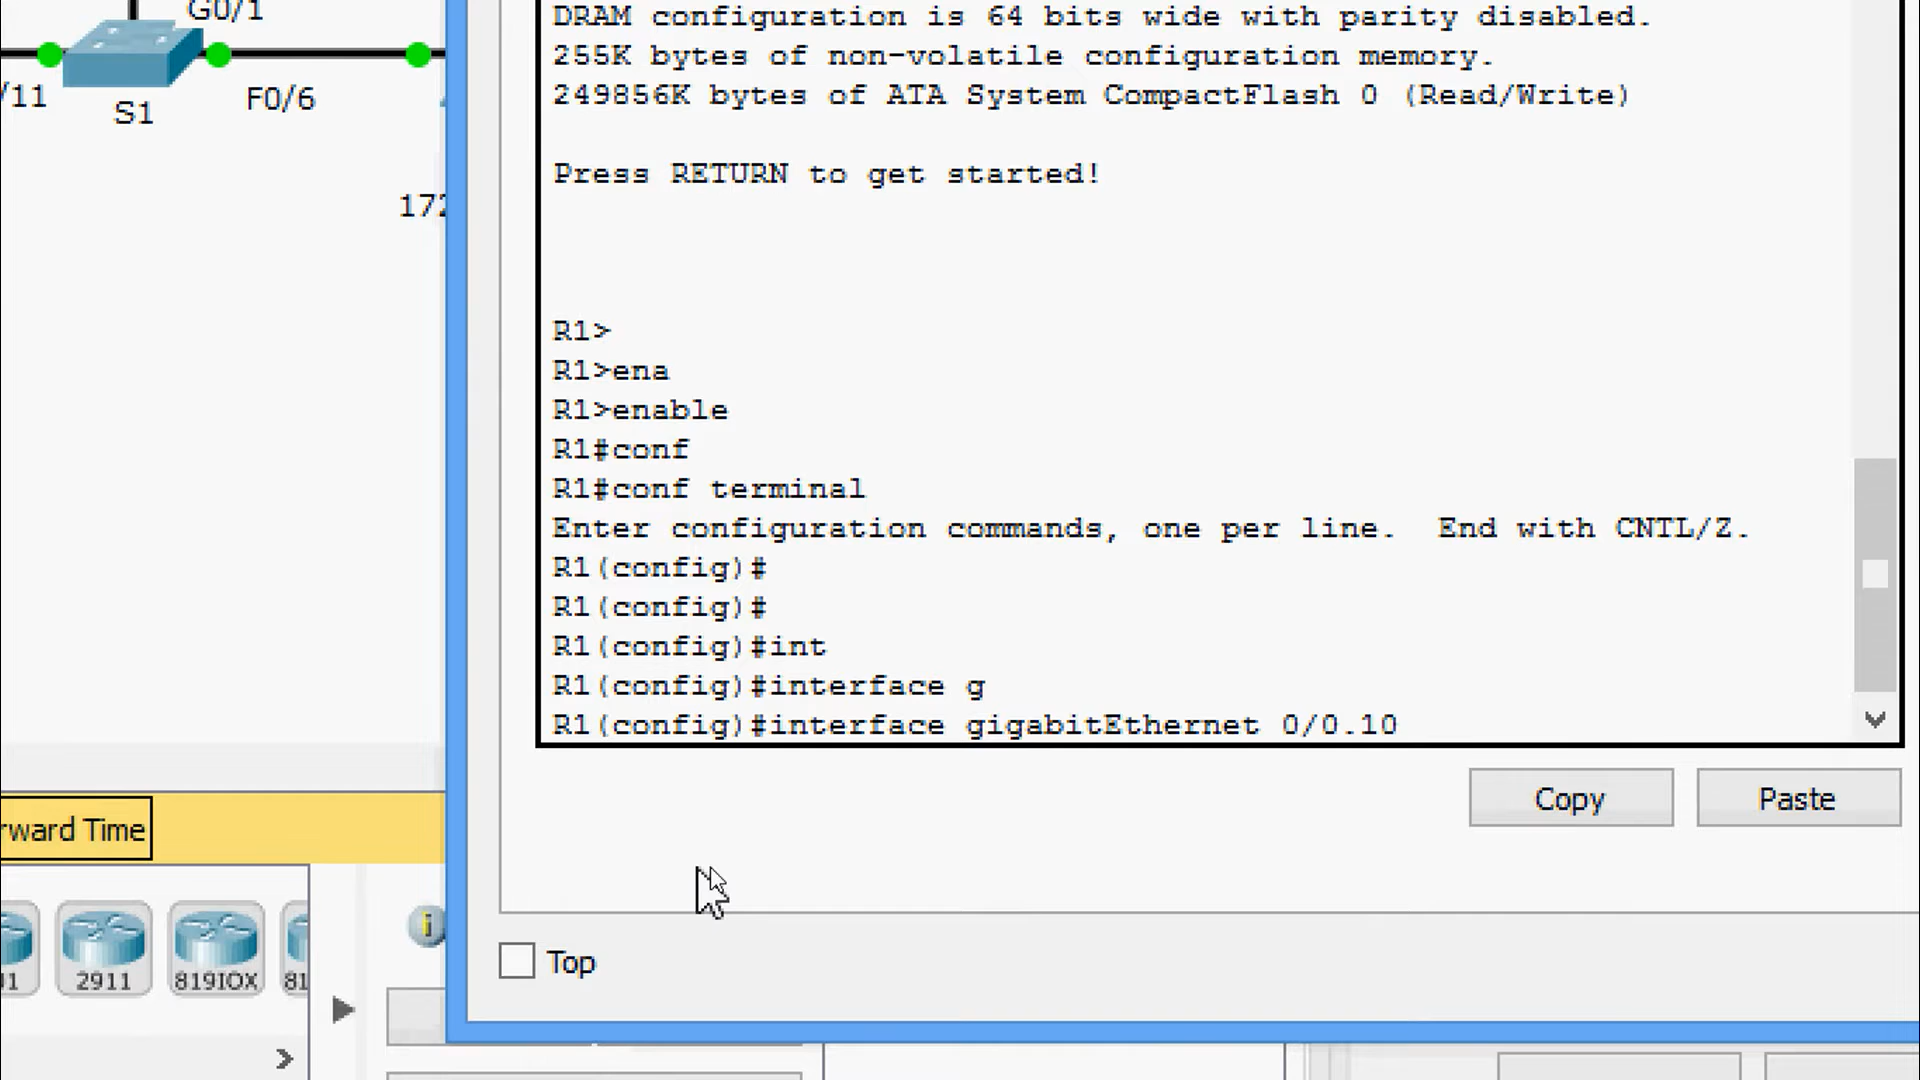 G0/1
/11
F0/6
S1
172
DRAM configuration is 64 bits wide with parity disabled.
255K bytes of non-volatile configuration memory.
249856K bytes of ATA System CompactFlash 0 (Read/Write)
Press RETURN to get started!
R1>
R1>ena
R1>enable
R1#conf
R1#conf terminal
Enter configuration commands, one per line.  End with CNTL/Z.
R1(config)#
R1(config)#
R1(config)#int
R1(config)#interface g
R1(config)#interface gigabitEthernet 0/0.10
Copy
Paste
rward Time
2911
819IOX
81
Top